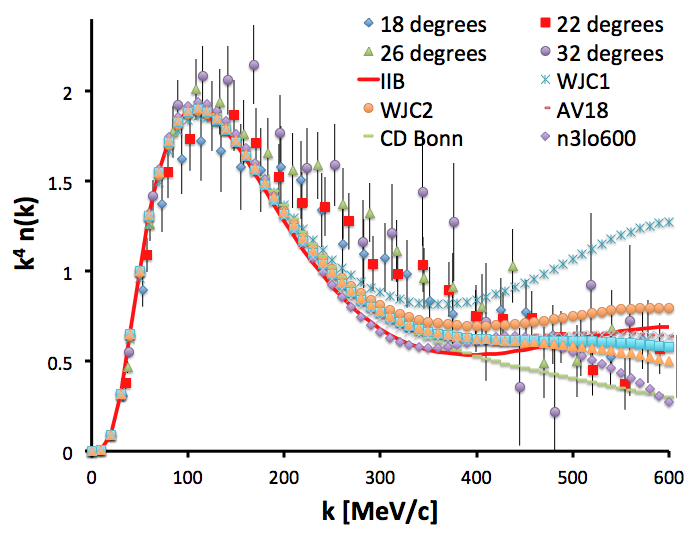 18 degrees 22 degrees
26 degrees 32 degrees
IIB WJC1
WJC2 AV18
CD Bonn n3lo600
2
1.5
1
0.5
0
k⁴ n(k)
0 100 200 300 400 500 600
k [MeV/c]